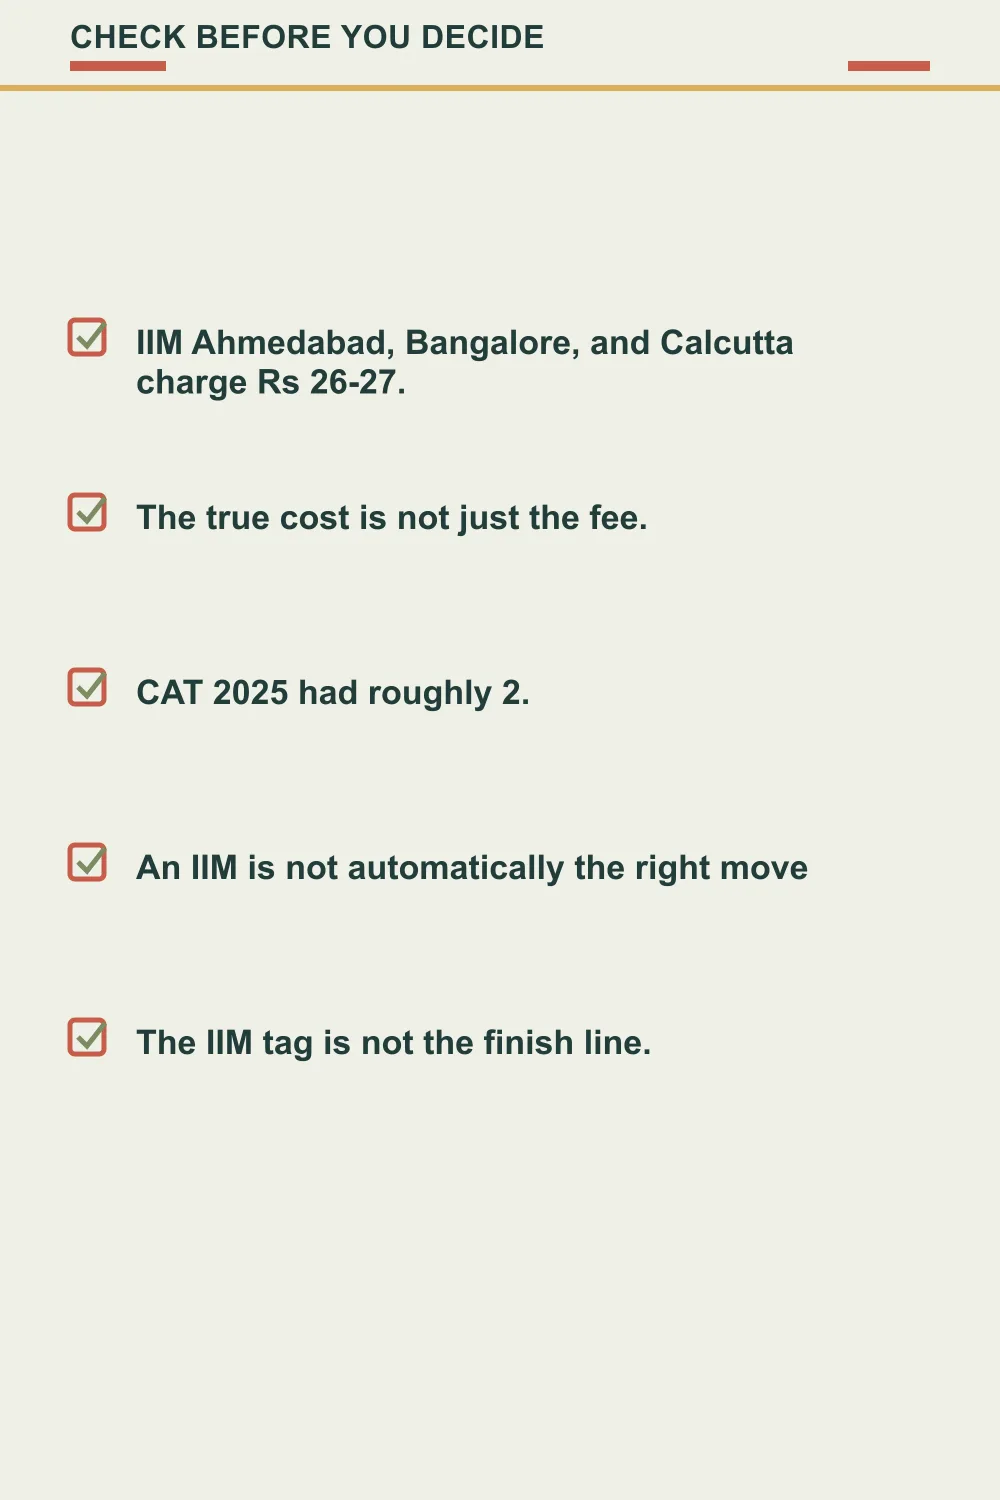 CHECK BEFORE YOU DECIDE
IIM Ahmedabad, Bangalore, and Calcutta
charge Rs 26-27.
The true cost is not just the fee.
CAT 2025 had roughly 2.
An IIM is not automatically the right move
The IIM tag is not the finish line.